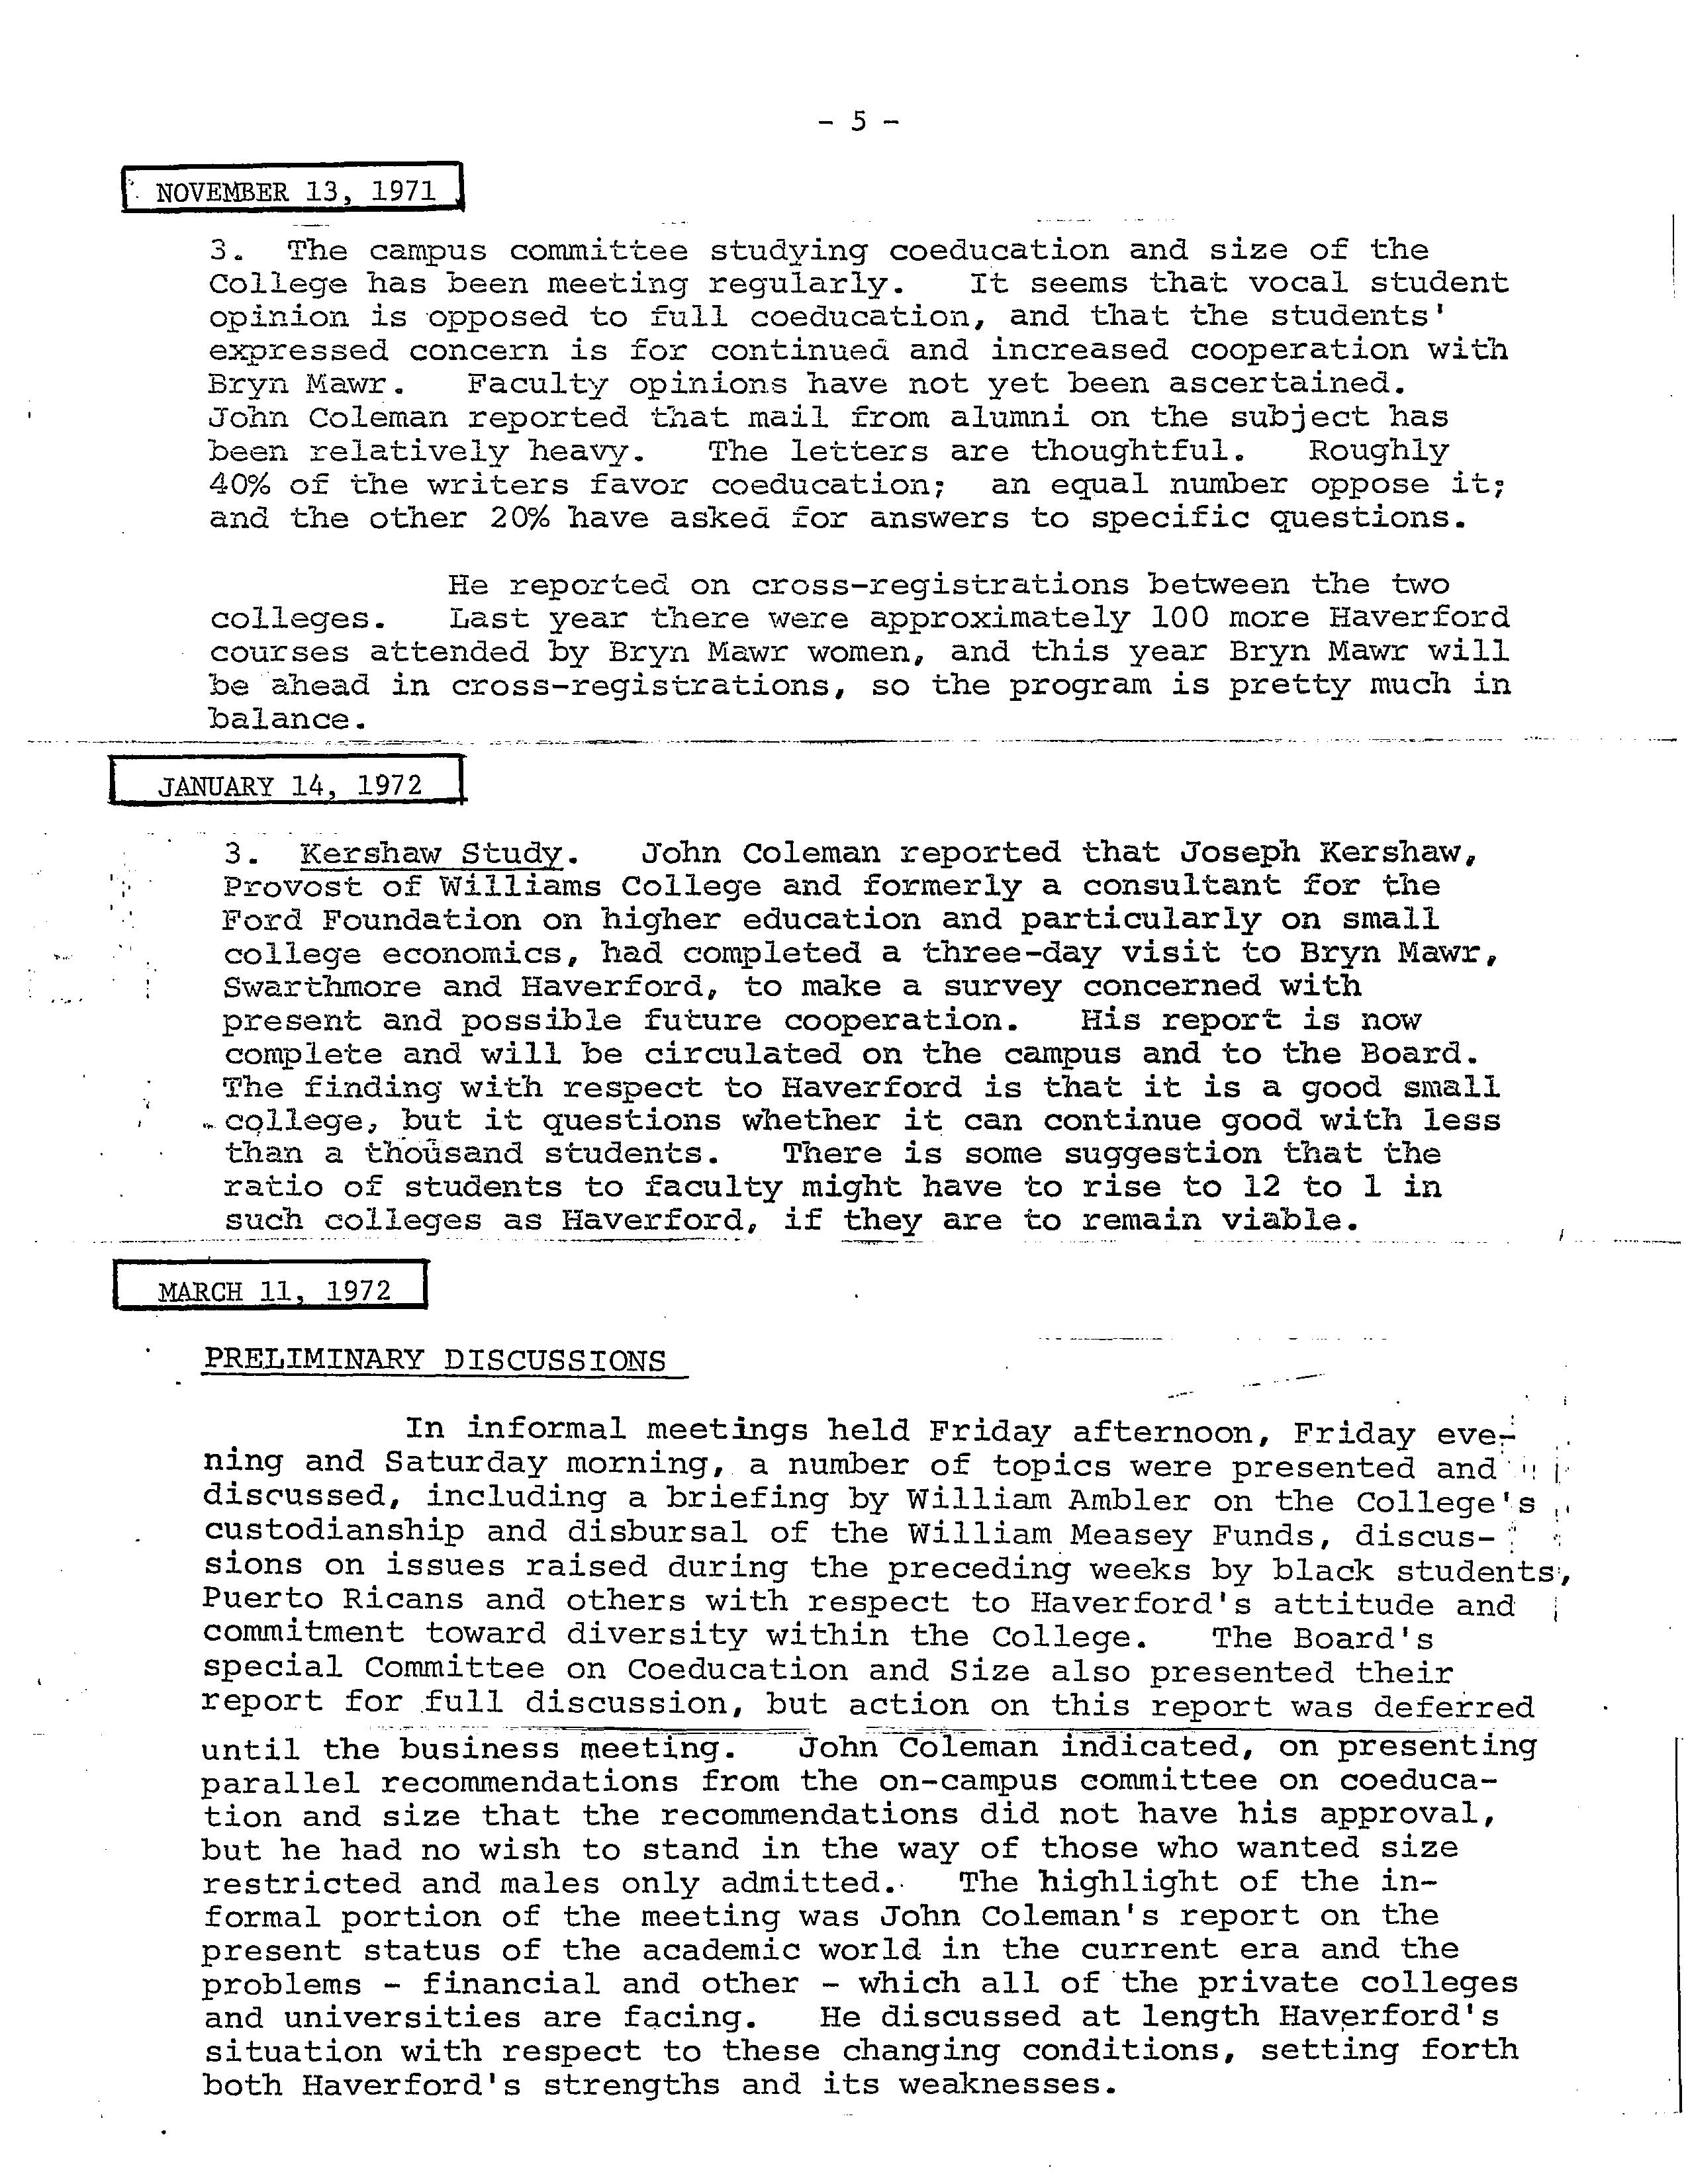 - 5 -
NOVEMBER 13, 1971
3. The campus committee studying coeducation and size of the
College has been meeting regularly. It seems that vocal student
opinion is opposed to full coeducation, and that the students'
expressed concern is for continued and increased cooperation with
Bryn Mawr. Faculty opinions have not yet been ascertained.
John Coleman reported that mail from alumni on the subject has
been relatively heavy. The letters are thoughtful. Roughly
40% of the writers favor coeducation; an equal number oppose it;
and the other 20% have asked for answers to specific questions.
He reported on cross-registrations between the two
colleges. Last year there were approximately 100 more Haverford
courses attended by Bryn Mawr women, and this year Bryn Mawr will
be ahead in cross-registrations, so the program is pretty much in
balance.
JANUARY 14, 1972
3. Kershaw Study. John Coleman reported that Joseph Kershaw,
Provost of Williams College and formerly a consultant for the
Ford Foundation on higher education and particularly on small
college economics, had completed a three-day visit to Bryn Mawr,
Swarthmore and Haverford, to make a survey concerned with
present and possible future cooperation. His report is now
complete and will be circulated on the campus and to the Board.
The finding with respect to Haverford is that it is a good small
college, but it questions whether it can continue good with less
than a thousand students. There is some suggestion that the
ratio of students to faculty might have to rise to 12 to 1 in
such colleges as Haverford, if they are to remain viable.
MARCH 11, 1972
PRELIMINARY DISCUSSIONS
In informal meetings held Friday afternoon, Friday eve-
ning and Saturday morning, a number of topics were presented and
discussed, including a briefing by William Ambler on the College's
custodianship and disbursal of the William Measey Funds, discus-
sions on issues raised during the preceding weeks by black students,
Puerto Ricans and others with respect to Haverford's attitude and
commitment toward diversity within the College. The Board's
special Committee on Coeducation and Size also presented their
report for full discussion, but action on this report was deferred
until the business meeting. John Coleman indicated, on presenting
parallel recommendations from the on-campus committee on coeduca-
tion and size that the recommendations did not have his approval,
but he had no wish to stand in the way of those who wanted size
restricted and males only admitted. The highlight of the in-
formal portion of the meeting was John Coleman's report on the
present status of the academic world in the current era and the
problems - financial and other - which all of the private colleges
and universities are facing. He discussed at length Haverford's
situation with respect to these changing conditions, setting forth
both Haverford's strengths and its weaknesses.